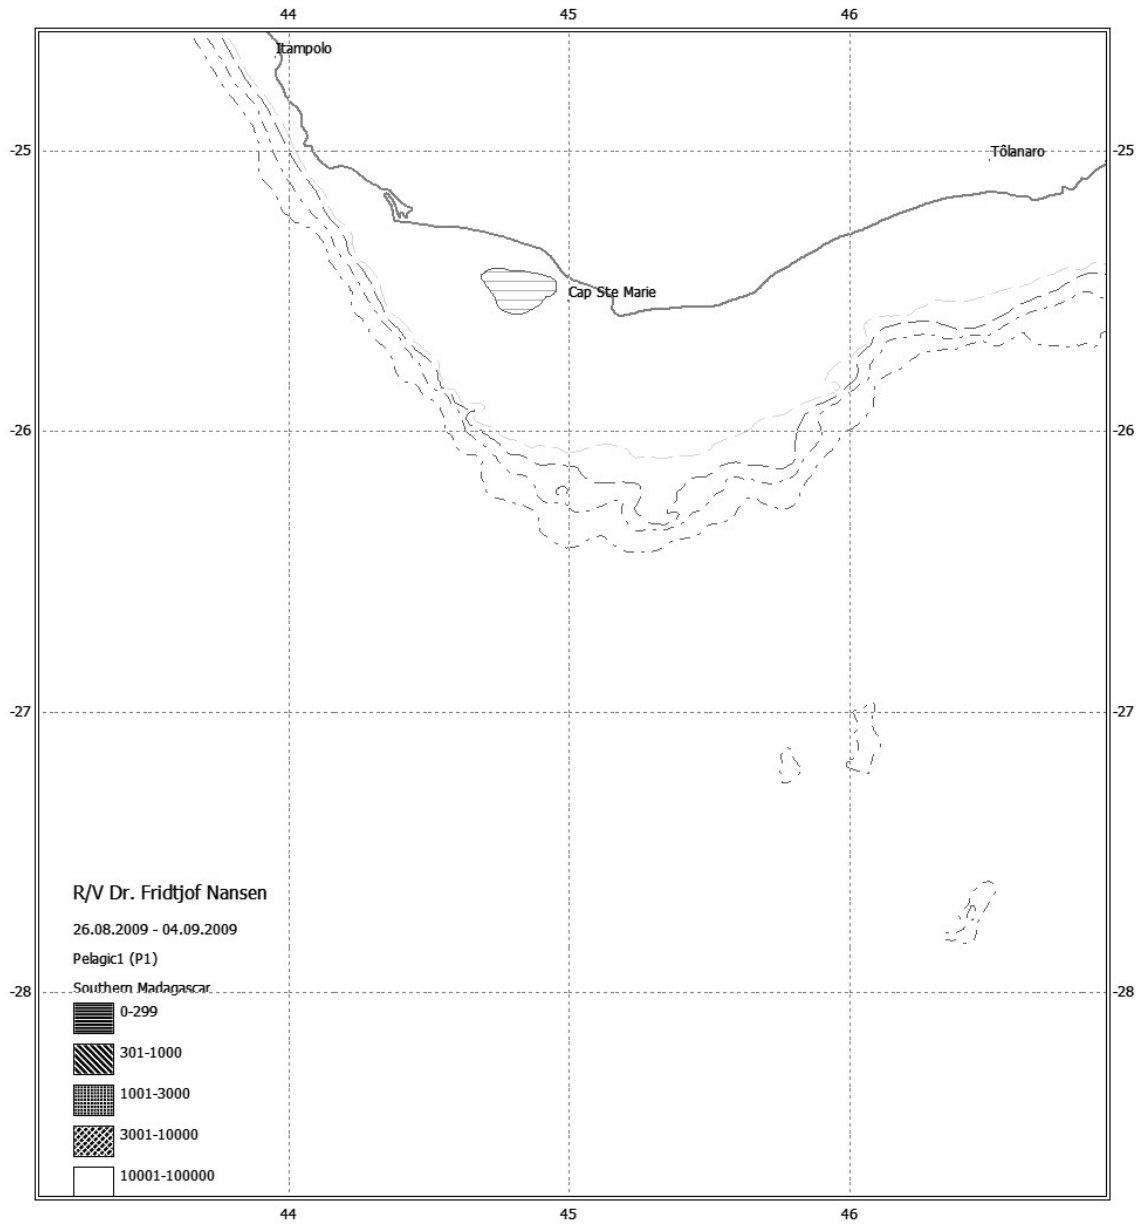 44 45 46
Itampolo
-25 Tôlanaro -25
Cap Ste Marie
-26 -26
-27 -27
R/V Dr. Fridtjof Nansen
26.08.2009 - 04.09.2009
Pelagic1 (P1)
Southern Madagascar
-28 -28
0-299
301-1000
1001-3000
3001-10000
10001-100000
44 45 46